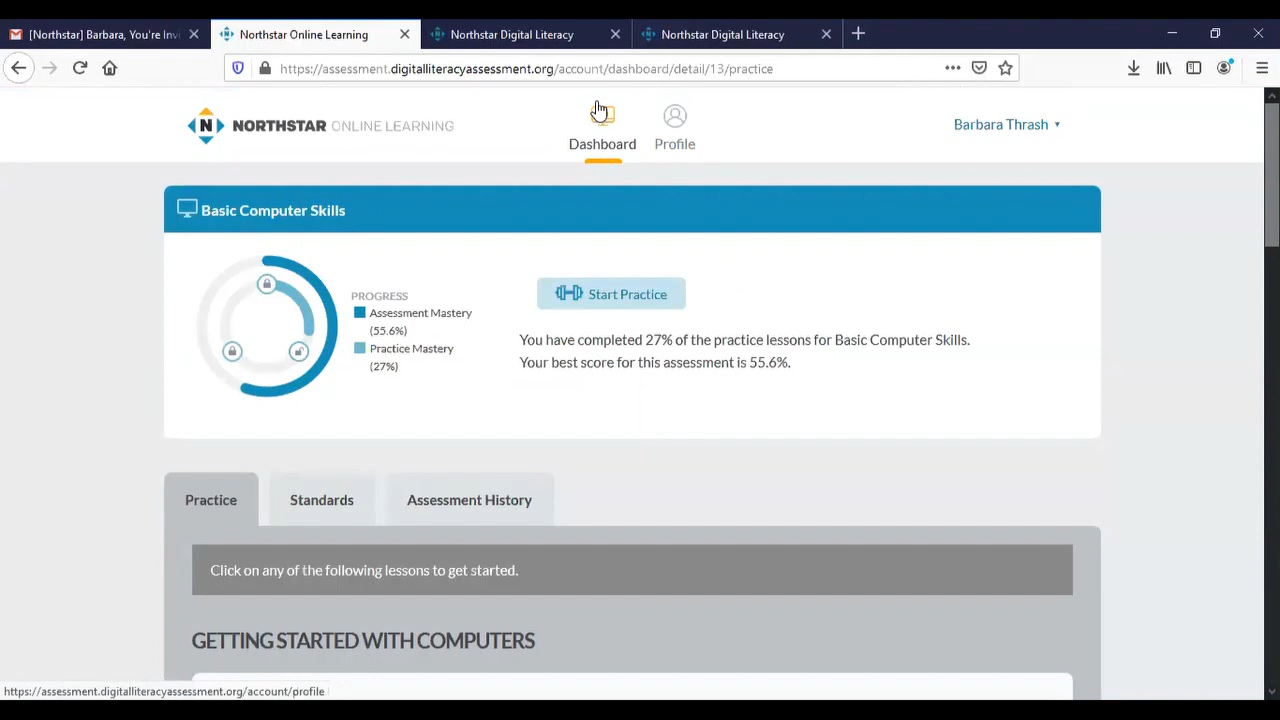 [Northstar] Barbara, You're Invi
Northstar Online Learning
Northstar Digital Literacy
Northstar Digital Literacy
https://assessment.digitalliteracyassessment.org/account/dashboard/detail/13/practice
N NORTHSTAR ONLINE LEARNING
Dashboard
Profile
Barbara Thrash
Basic Computer Skills
PROGRESS
Assessment Mastery
(55.6%)
Practice Mastery
(27%)
Start Practice
You have completed 27% of the practice lessons for Basic Computer Skills.
Your best score for this assessment is 55.6%.
Practice
Standards
Assessment History
Click on any of the following lessons to get started.
GETTING STARTED WITH COMPUTERS
https://assessment.digitalliteracyassessment.org/account/profile